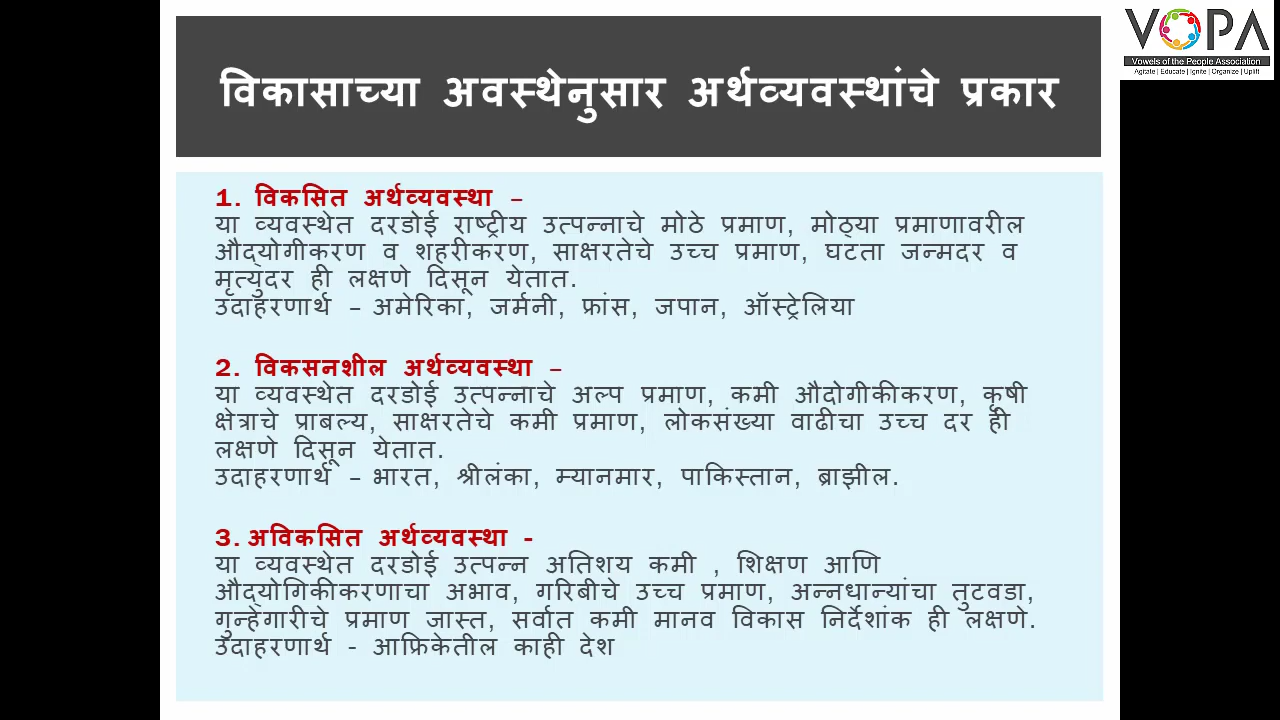 VOPA
Vowels of the People Association
Agitate | Educate | Ignite | Organize | Uplift
विकासाच्या अवस्थेनुसार अर्थव्यवस्थांचे प्रकार
1. विकसित अर्थव्यवस्था –
या व्यवस्थेत दरडोई राष्ट्रीय उत्पन्नाचे मोठे प्रमाण, मोठ्या प्रमाणावरील
औद्योगीकरण व शहरीकरण, साक्षरतेचे उच्च प्रमाण, घटता जन्मदर व
मृत्युदर ही लक्षणे दिसून येतात.
उदाहरणार्थ – अमेरिका, जर्मनी, फ्रांस, जपान, ऑस्ट्रेलिया
2. विकसनशील अर्थव्यवस्था –
या व्यवस्थेत दरडोई उत्पन्नाचे अल्प प्रमाण, कमी औदोगीकीकरण, कृषी
क्षेत्राचे प्राबल्य, साक्षरतेचे कमी प्रमाण, लोकसंख्या वाढीचा उच्च दर ही
लक्षणे दिसून येतात.
उदाहरणार्थ – भारत, श्रीलंका, म्यानमार, पाकिस्तान, ब्राझील.
3. अविकसित अर्थव्यवस्था -
या व्यवस्थेत दरडोई उत्पन्न अतिशय कमी , शिक्षण आणि
औद्योगिकीकरणाचा अभाव, गरिबीचे उच्च प्रमाण, अन्नधान्यांचा तुटवडा,
गुन्हेगारीचे प्रमाण जास्त, सर्वात कमी मानव विकास निर्देशांक ही लक्षणे.
उदाहरणार्थ - आफ्रिकेतील काही देश